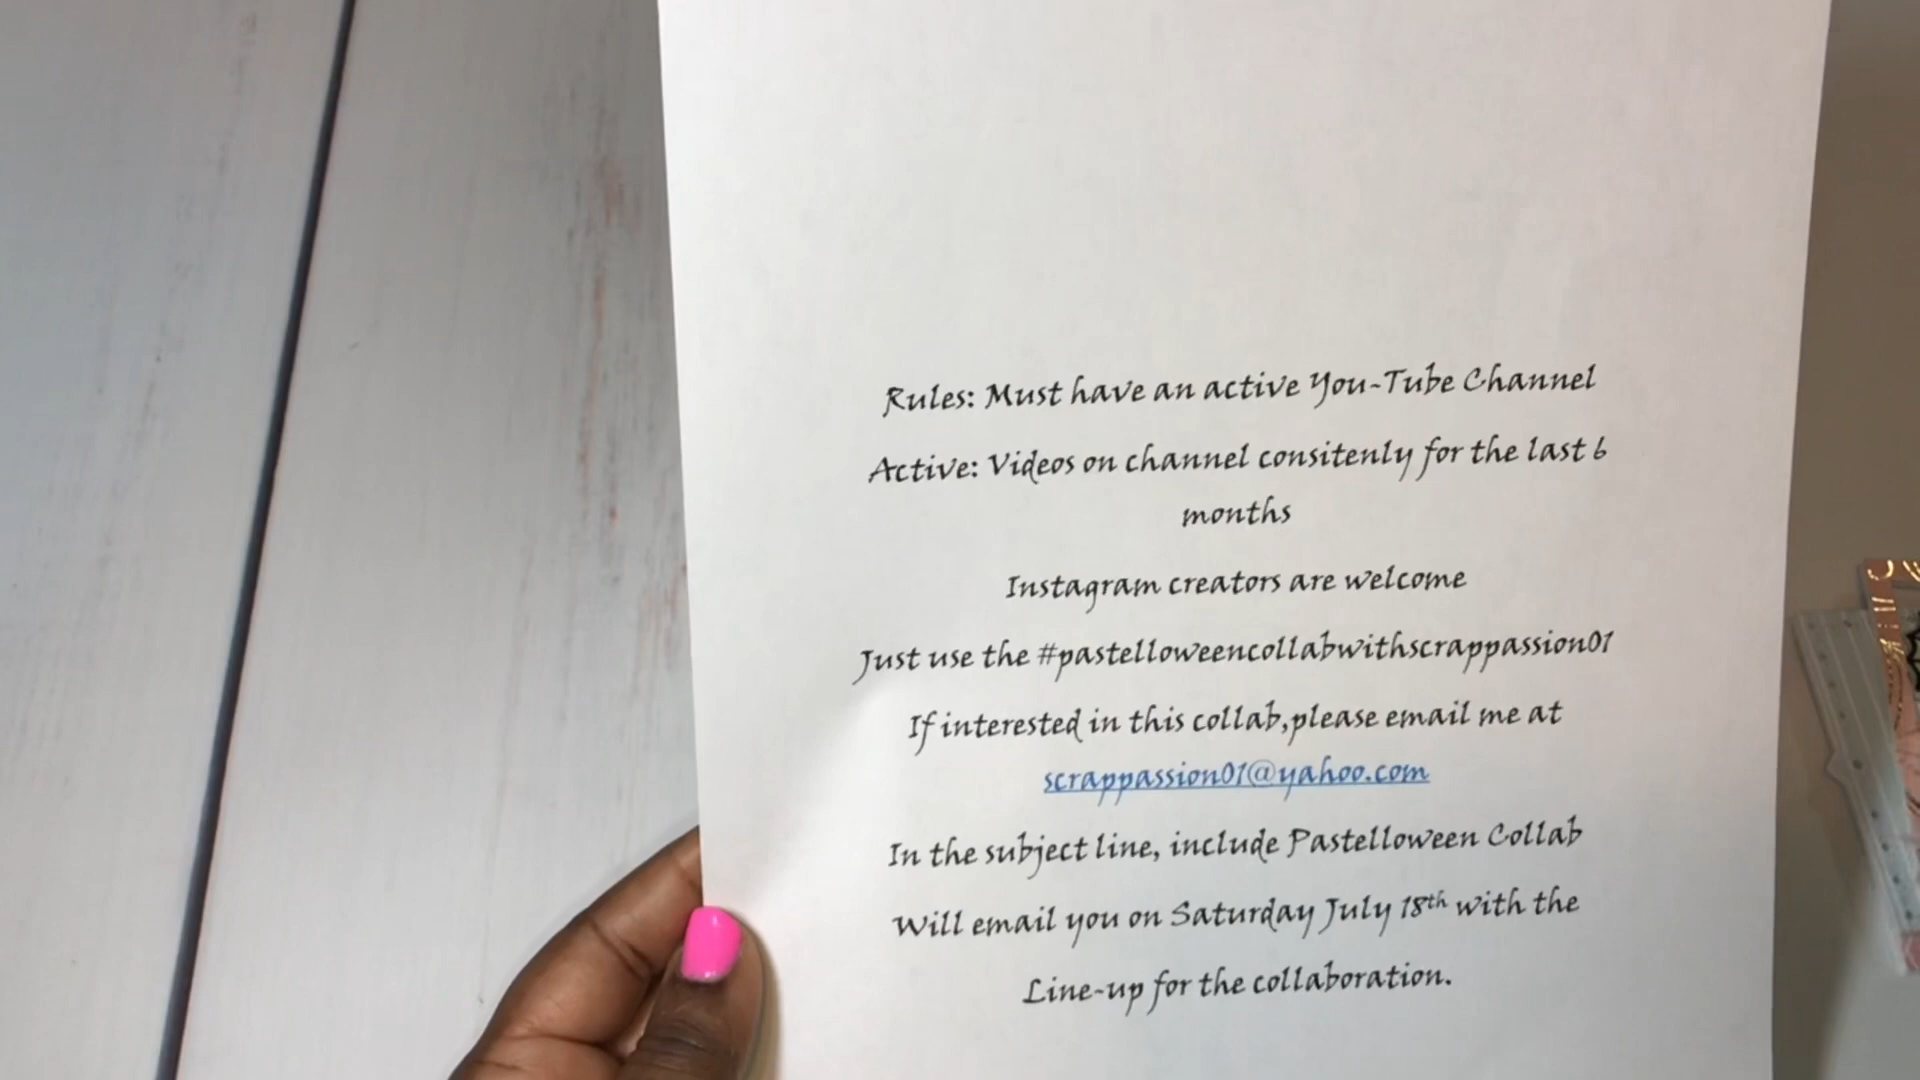 Rules: Must have an active You-Tube Channel
Active: Videos on channel consitenly for the last 6
months
Instagram creators are welcome
Just use the #pastelloweencollabwithscrappassion01
If interested in this collab,please email me at
scrappassion01@yahoo.com
In the subject line, include Pastelloween Collab
Will email you on Saturday July 18th with the
Line-up for the collaboration.